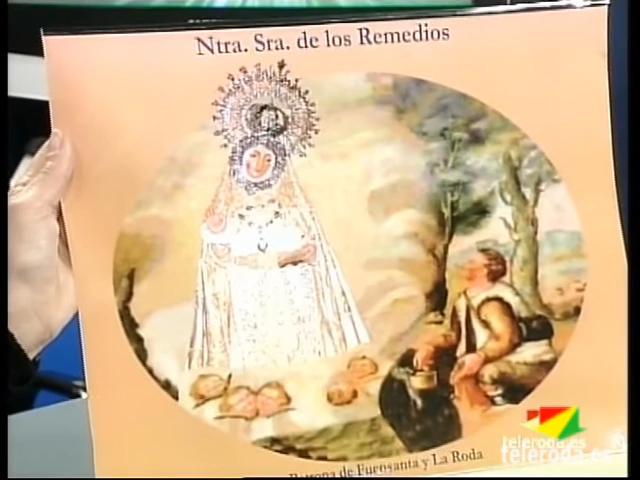 Ntra. Sra. de los Remedios
Patrona de Fuensanta y La Roda
teleroda.es
teleroda.es